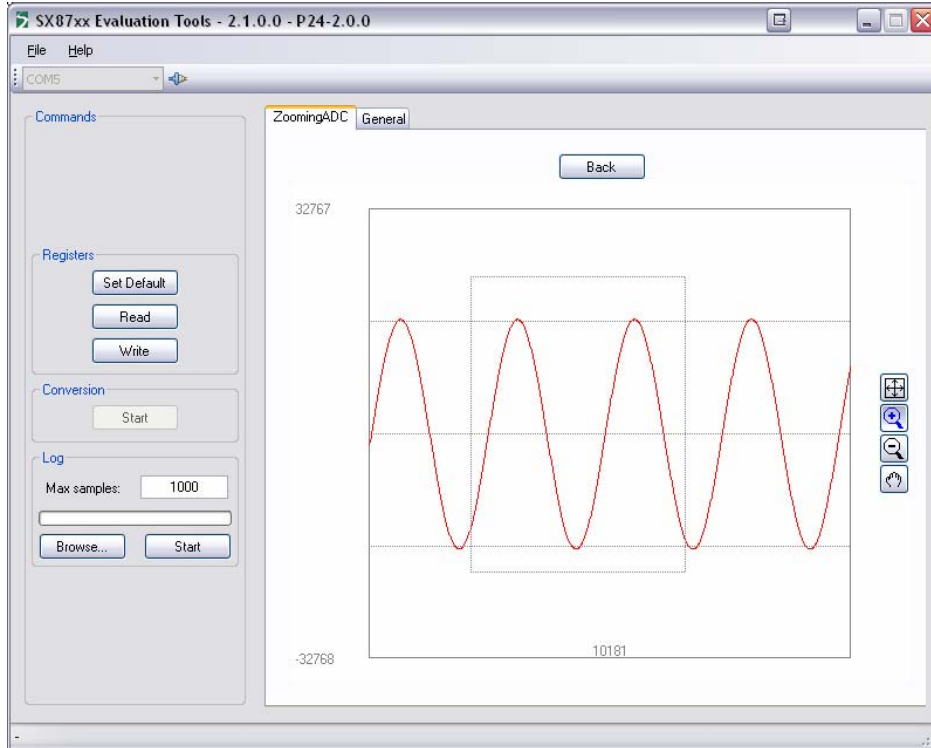 SX87xx Evaluation Tools - 2.1.0.0 - P24-2.0.0
File Help
COM5
Commands
Registers
Set Default
Read
Write
Conversion
Start
Log
Max samples: 1000
Browse... Start
ZoomingADC General
Back
32767
-32768
10181
-